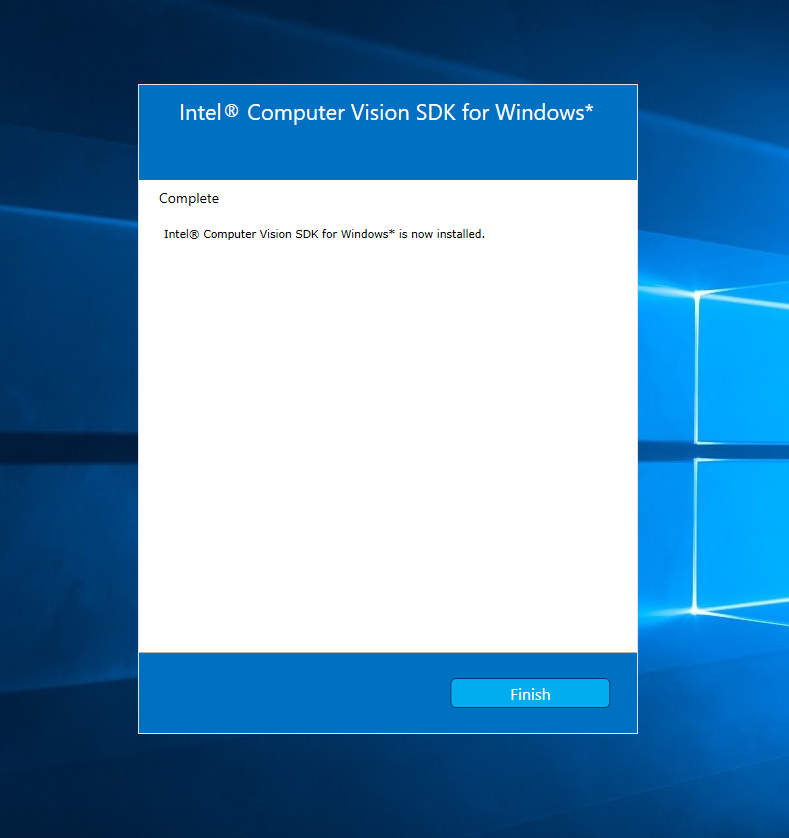 Intel® Computer Vision SDK for Windows*
Complete
Intel® Computer Vision SDK for Windows* is now installed.
Finish